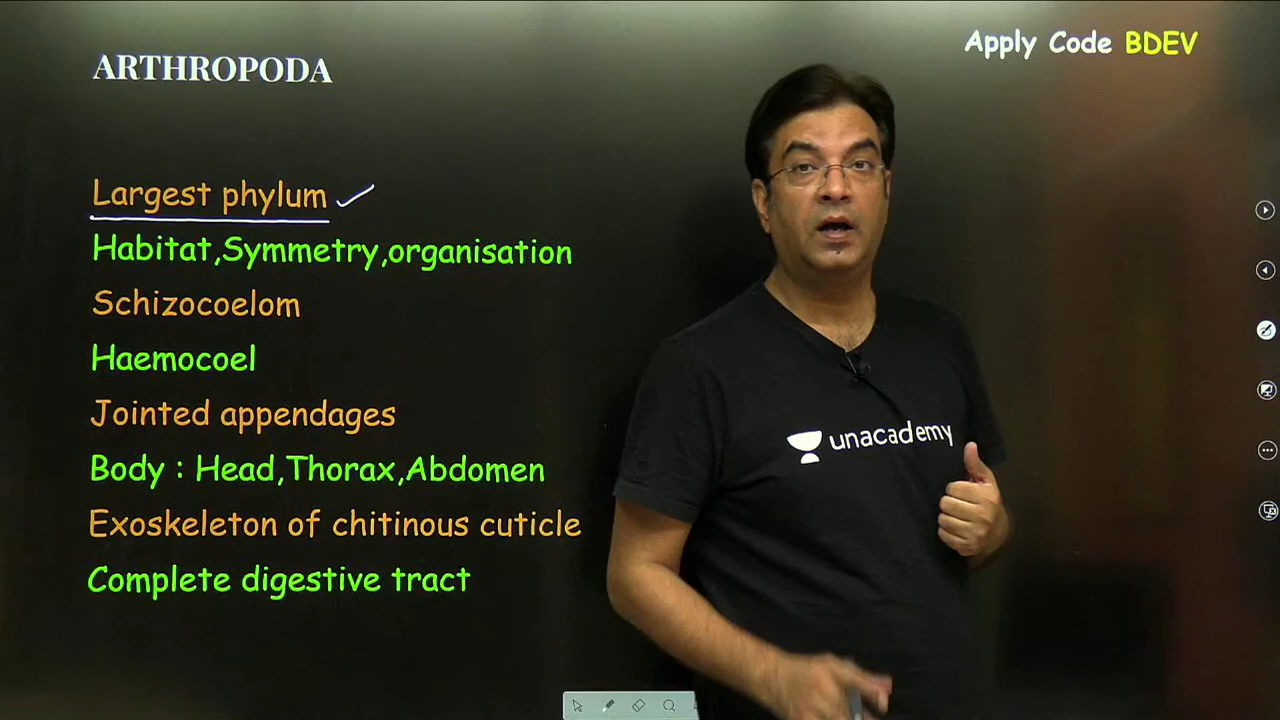 Apply Code BDEV
ARTHROPODA
Largest phylum
Habitat,Symmetry,organisation
Schizocoelom
Haemocoel
Jointed appendages
Body : Head,Thorax,Abdomen
Exoskeleton of chitinous cuticle
Complete digestive tract
unacademy